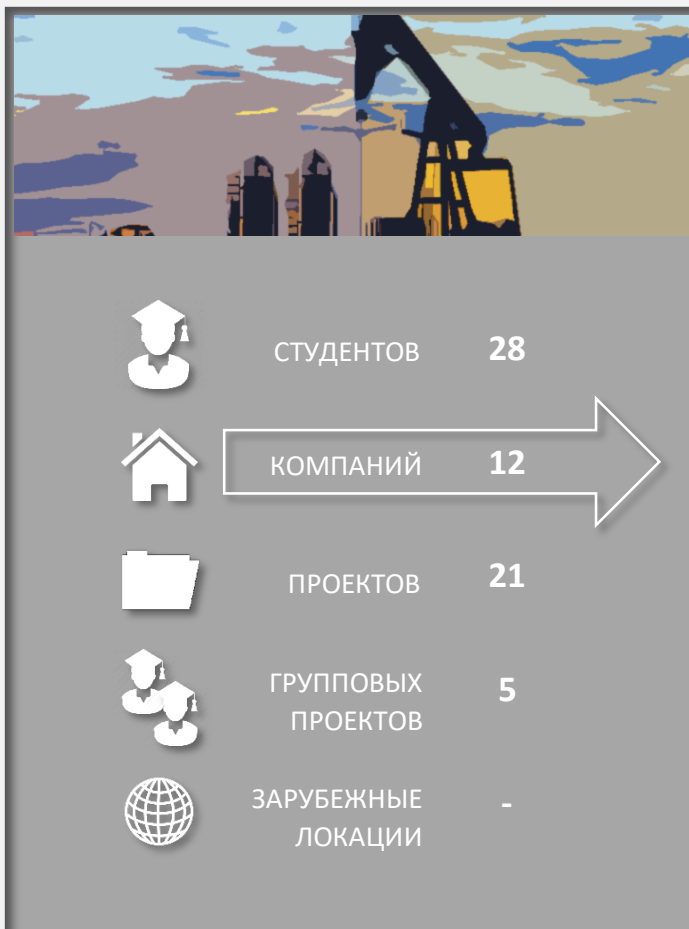 СТУДЕНТОВ 28
КОМПАНИЙ 12
ПРОЕКТОВ 21
ГРУППОВЫХ 5
ПРОЕКТОВ
ЗАРУБЕЖНЫЕ -
ЛОКАЦИИ